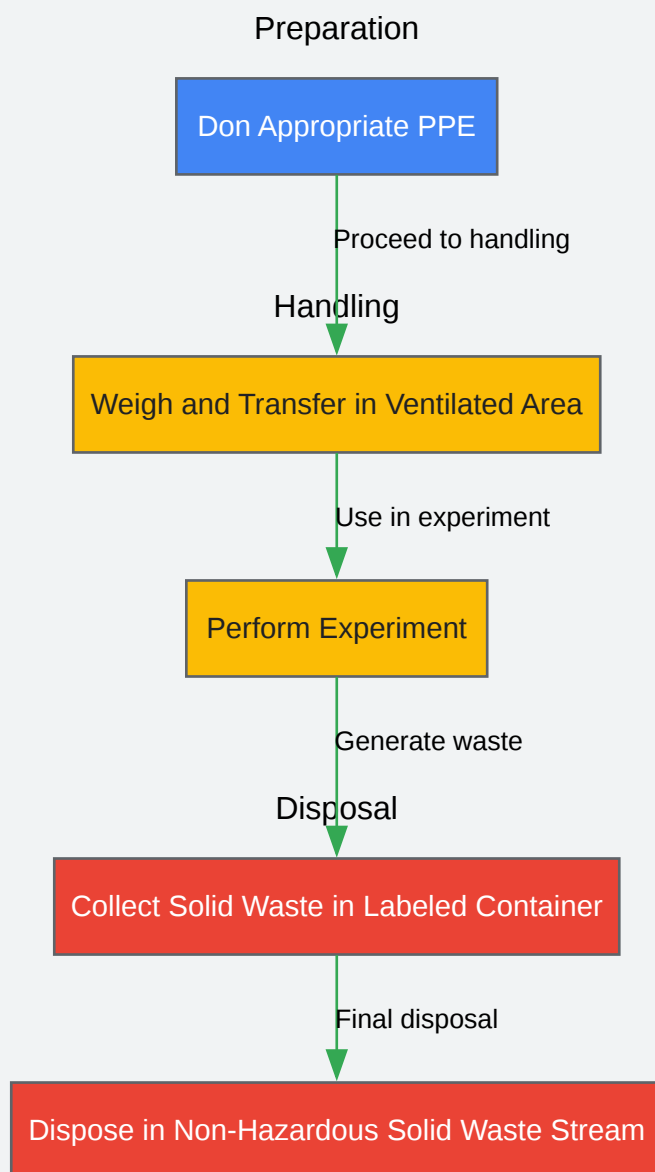 Preparation
Don Appropriate PPE
Proceed to handling
Handling
Weigh and Transfer in Ventilated Area
Use in experiment
Perform Experiment
Generate waste
Disposal
Collect Solid Waste in Labeled Container
Final disposal
Dispose in Non-Hazardous Solid Waste Stream